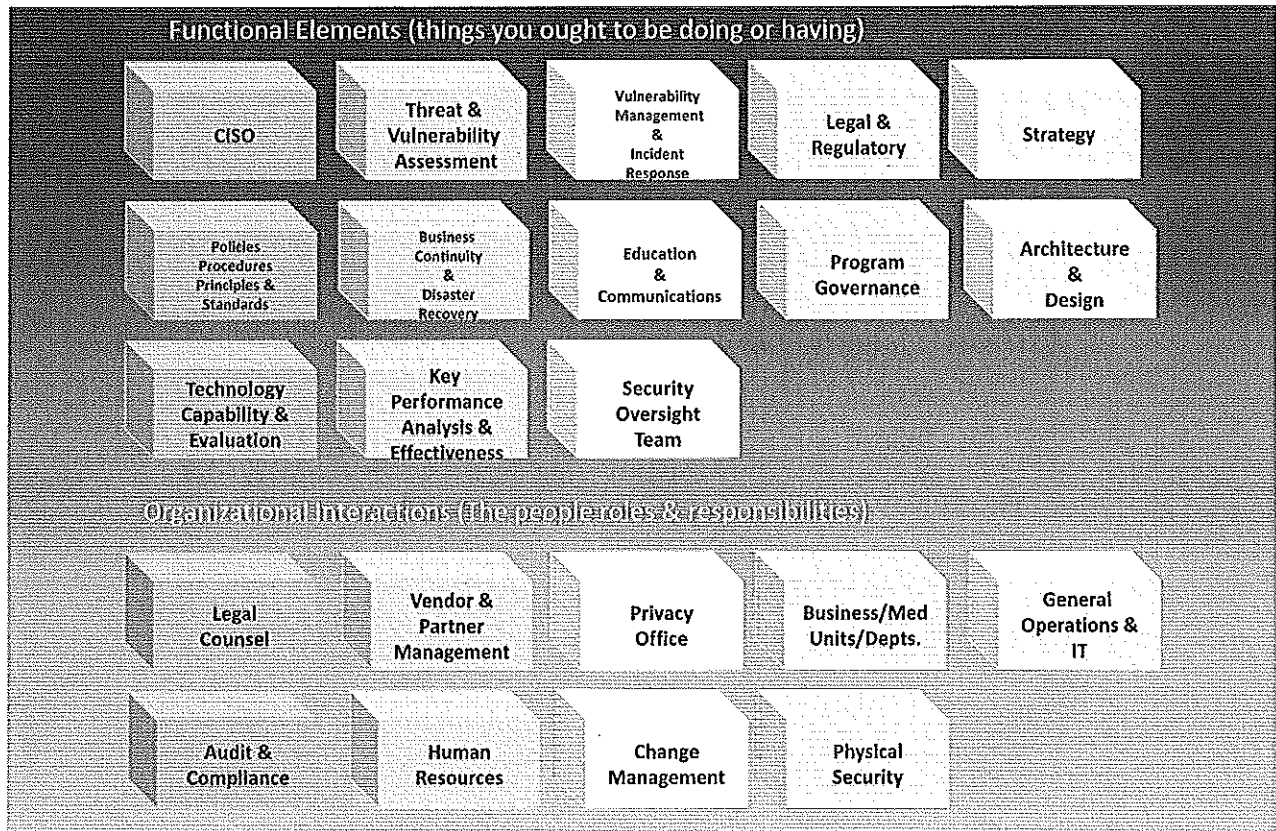 Functional Elements (things you ought to be doing or having)
CISO
Threat &
Vulnerability
Assessment
Vulnerability
Management
&
Incident
Response
Legal &
Regulatory
Strategy
Policies
Procedures
Principles &
Standards
Business
Continuity
&
Disaster
Recovery
Education
&
Communications
Program
Governance
Architecture
&
Design
Technology
Capability &
Evaluation
Key
Performance
Analysis &
Effectiveness
Security
Oversight
Team
Organizational Interactions (The people roles & responsibilities)
Legal
Counsel
Vendor &
Partner
Management
Privacy
Office
Business/Med
Units/Depts.
General
Operations &
IT
Audit &
Compliance
Human
Resources
Change
Management
Physical
Security